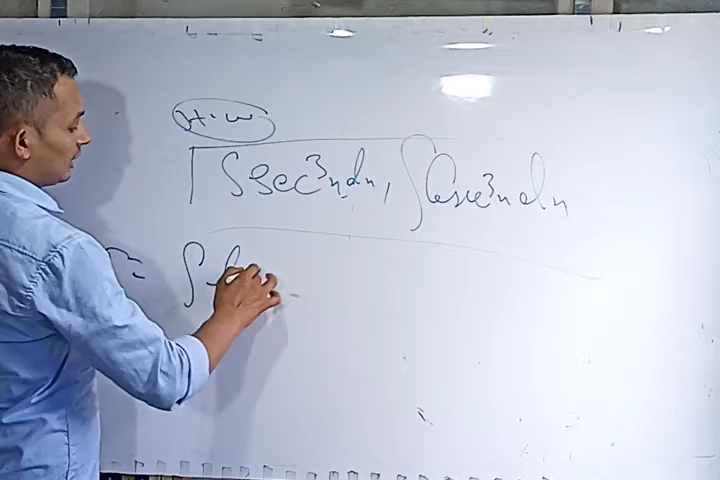 H.W
∫sec³x dx, ∫cosec³x dx
I = ∫